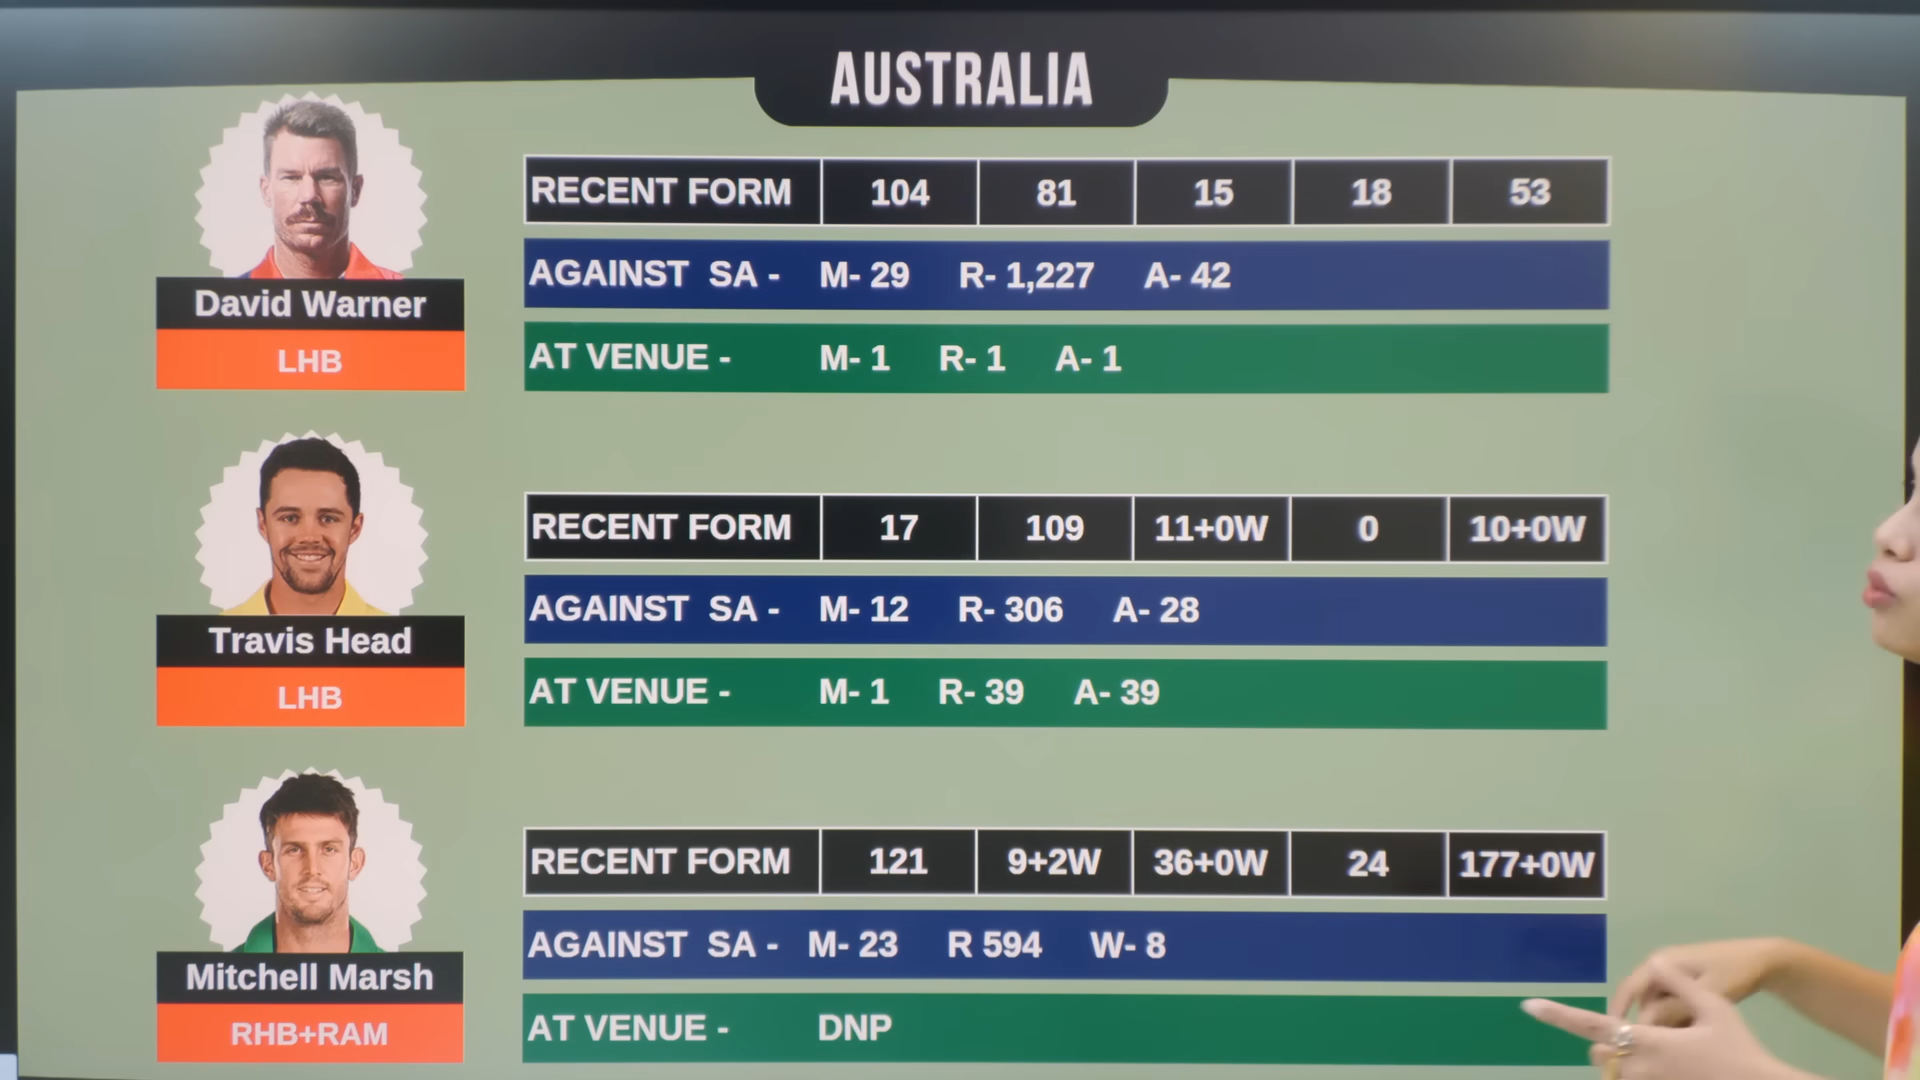 AUSTRALIA
RECENT FORM 104 81 15 18 53
AGAINST SA - M- 29 R- 1,227 A- 42
AT VENUE - M- 1 R- 1 A- 1
David Warner
LHB
RECENT FORM 17 109 11+0W 0 10+0W
AGAINST SA - M- 12 R- 306 A- 28
AT VENUE - M- 1 R- 39 A- 39
Travis Head
LHB
RECENT FORM 121 9+2W 36+0W 24 177+0W
AGAINST SA - M- 23 R 594 W- 8
AT VENUE - DNP
Mitchell Marsh
RHB+RAM